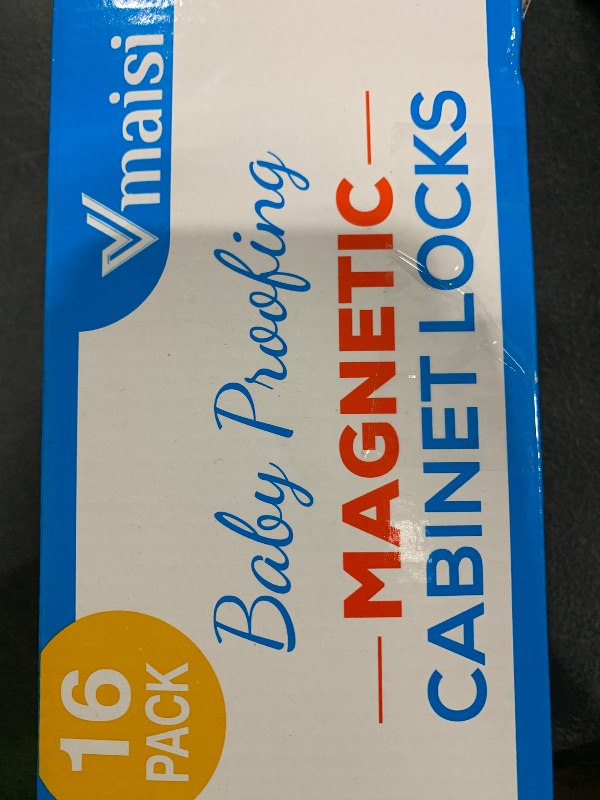 Vmaisi
Baby Proofing
MAGNETIC
CABINET LOCKS
16
PACK